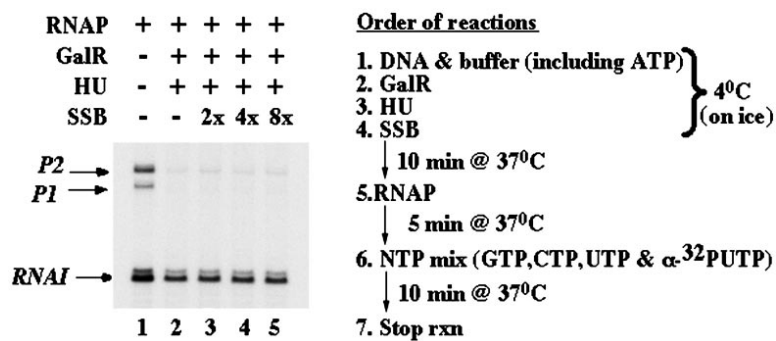 RNAP + + + + +
GalR - + + + +
HU - + + + +
SSB - - 2x 4x 8x
P2
P1
RNAI
1 2 3 4 5
Order of reactions
1. DNA & buffer (including ATP)
2. GalR
3. HU
4. SSB
4⁰C
(on ice)
10 min @ 37⁰C
5.RNAP
5 min @ 37⁰C
6. NTP mix (GTP,CTP,UTP & α-³²PUTP)
10 min @ 37⁰C
7. Stop rxn